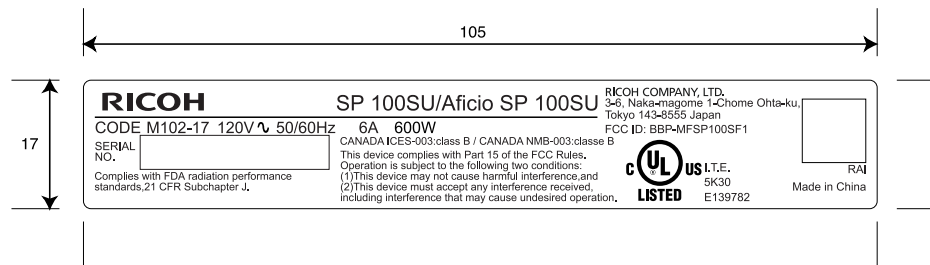 105
17
RICOH
SP 100SU/Aficio SP 100SU
CODE M102-17 120V ∿ 50/60Hz 6A 600W
SERIAL
NO.
Complies with FDA radiation performance
standards,21 CFR Subchapter J.
CANADA ICES-003:class B / CANADA NMB-003:classe B
This device complies with Part 15 of the FCC Rules.
Operation is subject to the following two conditions:
(1)This device may not cause harmful interference,and
(2)This device must accept any interference received,
including interference that may cause undesired operation.
RICOH COMPANY, LTD.
3-6, Naka-magome 1-Chome Ohta-ku,
Tokyo 143-8555 Japan
FCC ID: BBP-MFSP100SF1
C UL ® US
LISTED
I.T.E.
5K30
E139782
RAI
Made in China